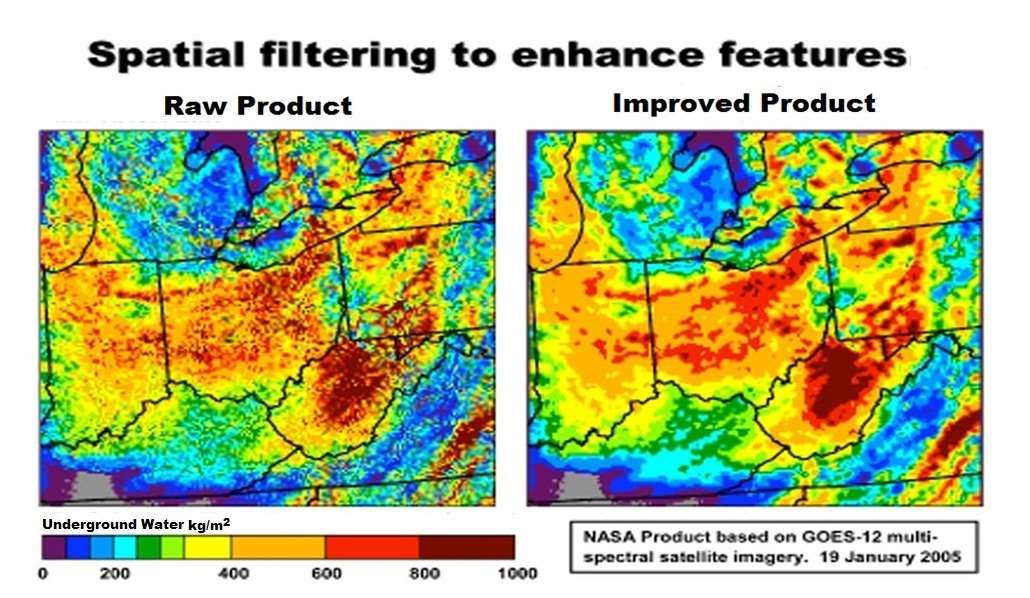 Spatial filtering to enhance features
Raw Product
Improved Product
Underground Water kg/m²
0 200 400 600 800 1000
NASA Product based on GOES-12 multi-
spectral satellite imagery. 19 January 2005